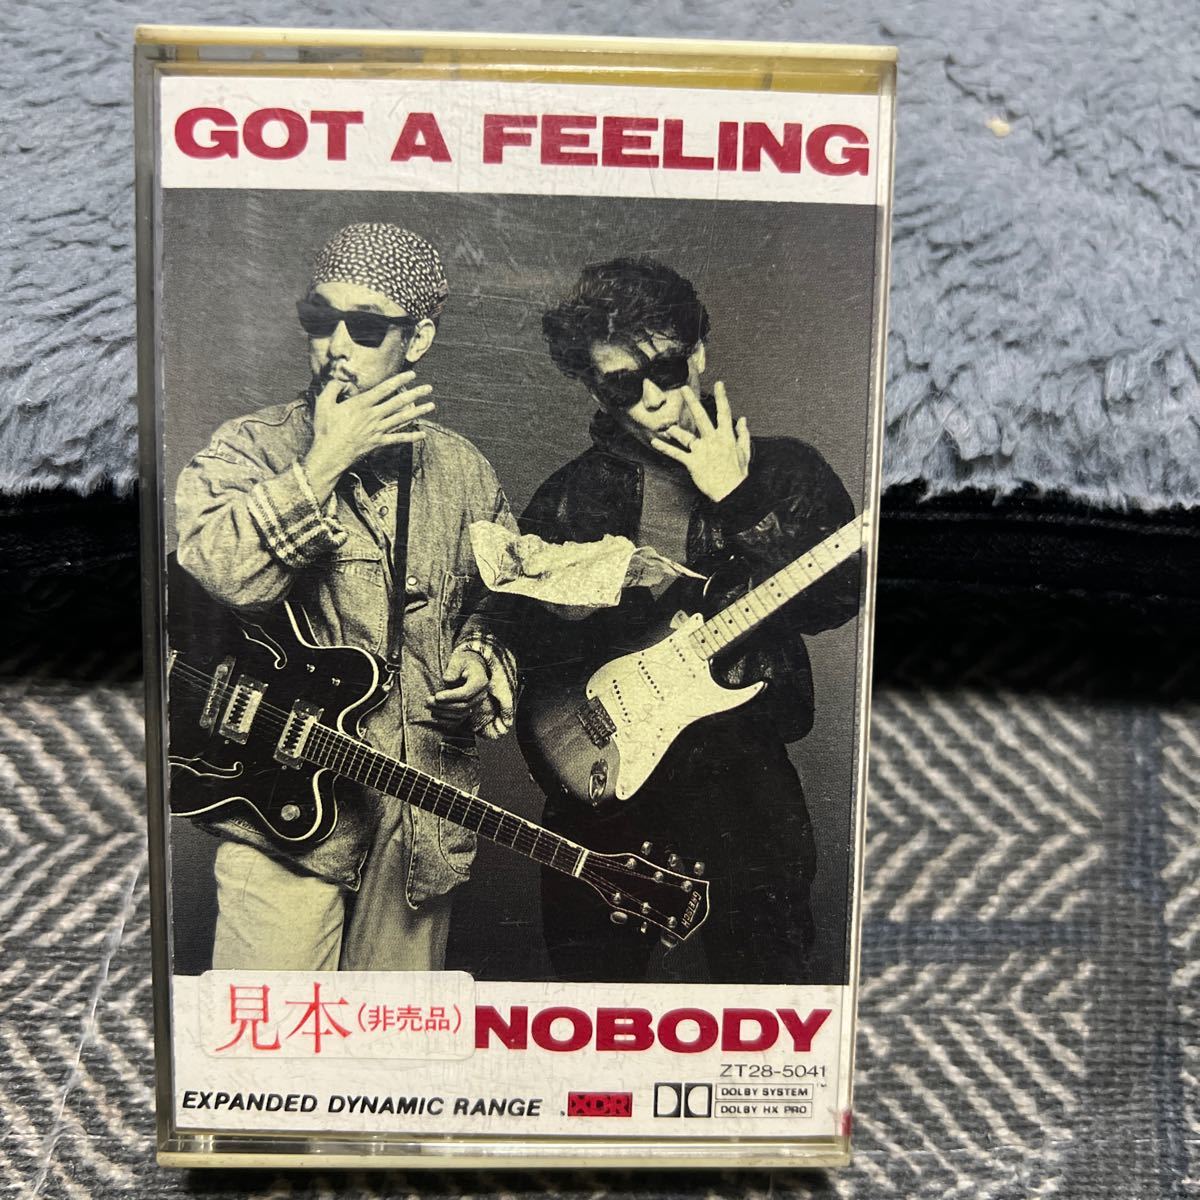 GOT A FEELING
GRETSCH
見本(非売品)
NOBODY
ZT28-5041
EXPANDED DYNAMIC RANGE XDR
DOLBY SYSTEM
DOLBY HX PRO